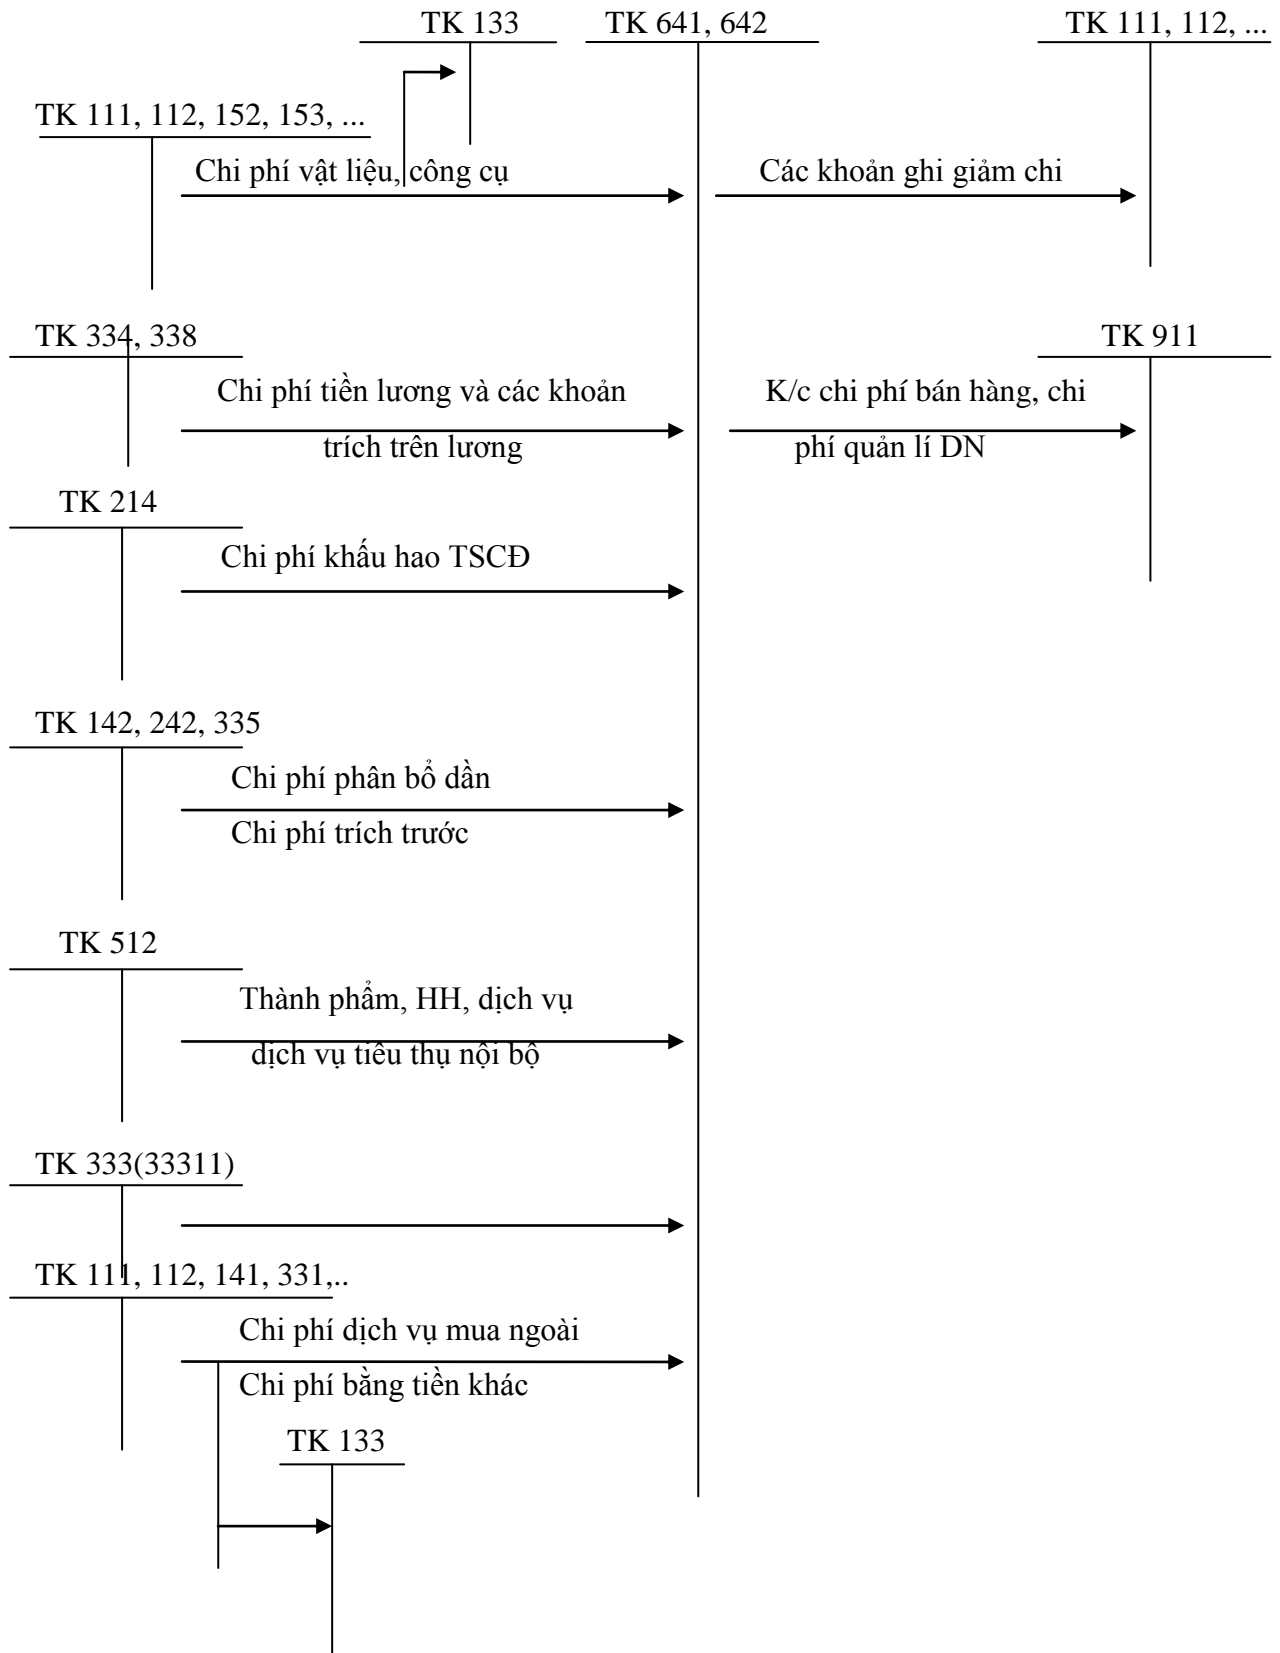 TK 133
TK 641, 642
TK 111, 112, ...
TK 111, 112, 152, 153, ...
Chi phí vật liệu, công cụ
Các khoản ghi giảm chi
TK 334, 338
TK 911
Chi phí tiền lương và các khoản
trích trên lương
K/c chi phí bán hàng, chi
phí quản lí DN
TK 214
Chi phí khấu hao TSCĐ
TK 142, 242, 335
Chi phí phân bổ dần
Chi phí trích trước
TK 512
Thành phẩm, HH, dịch vụ
dịch vụ tiêu thụ nội bộ
TK 333(33311)
TK 111, 112, 141, 331,..
Chi phí dịch vụ mua ngoài
Chi phí bằng tiền khác
TK 133